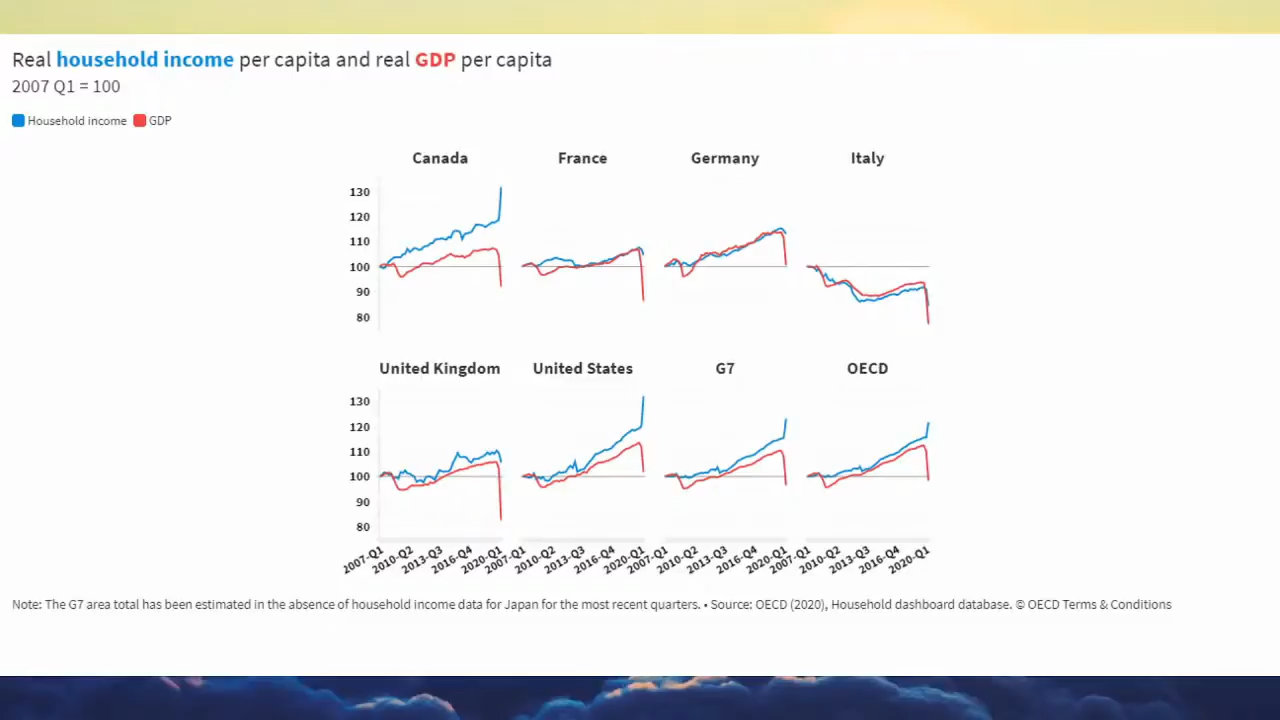 Real household income per capita and real GDP per capita
2007 Q1 = 100
Household income GDP
Canada France Germany Italy
130
120
110
100
90
80
United Kingdom United States G7 OECD
130
120
110
100
90
80
2007-Q1 2010-Q2 2013-Q3 2016-Q4 2020-Q1 2007-Q1 2010-Q2 2013-Q3 2016-Q4 2020-Q1 2007-Q1 2010-Q2 2013-Q3 2016-Q4 2020-Q1 2007-Q1 2010-Q2 2013-Q3 2016-Q4 2020-Q1
Note: The G7 area total has been estimated in the absence of household income data for Japan for the most recent quarters. • Source: OECD (2020), Household dashboard database. © OECD Terms & Conditions